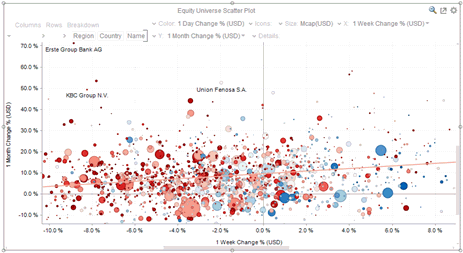 Equity Universe Scatter Plot
Columns Rows Breakdown
Color: 1 Day Change % (USD) Icons: Size: Mcap(USD) X: 1 Week Change % (USD)
> > Region Country Name Y: 1 Month Change % (USD) Details
70.0 %
Erste Group Bank AG
60.0 %
50.0 %
KBC Group N.V.
Union Fenosa S.A.
40.0 %
30.0 %
20.0 %
10.0 %
0.0 %
-10.0 %
1 Month Change % (USD)
-10.0 % -8.0 % -6.0 % -4.0 % -2.0 % 0.0 % 2.0 % 4.0 % 6.0 % 8.0 %
1 Week Change % (USD)